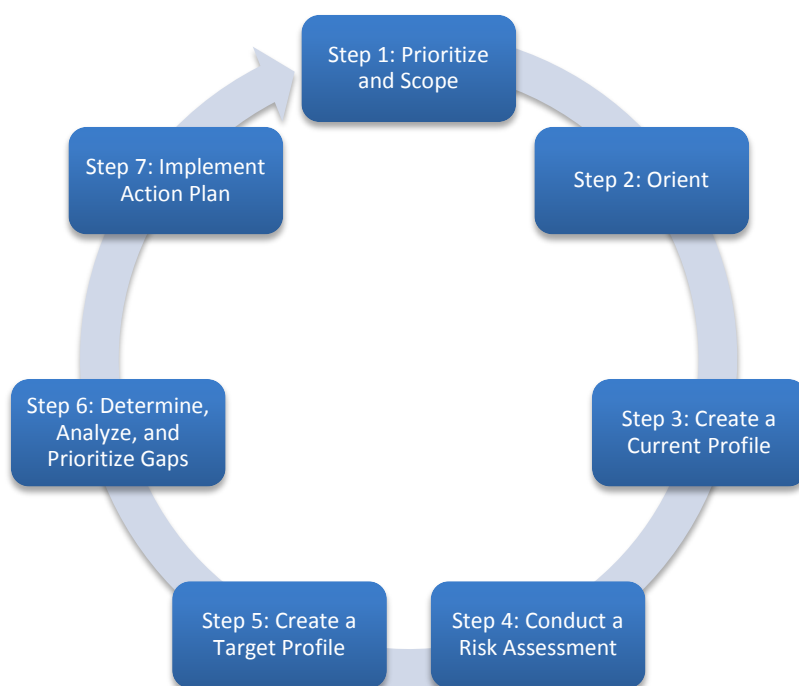 Step 1: Prioritize
and Scope
Step 2: Orient
Step 3: Create a
Current Profile
Step 4: Conduct a
Risk Assessment
Step 5: Create a
Target Profile
Step 6: Determine,
Analyze, and
Prioritize Gaps
Step 7: Implement
Action Plan